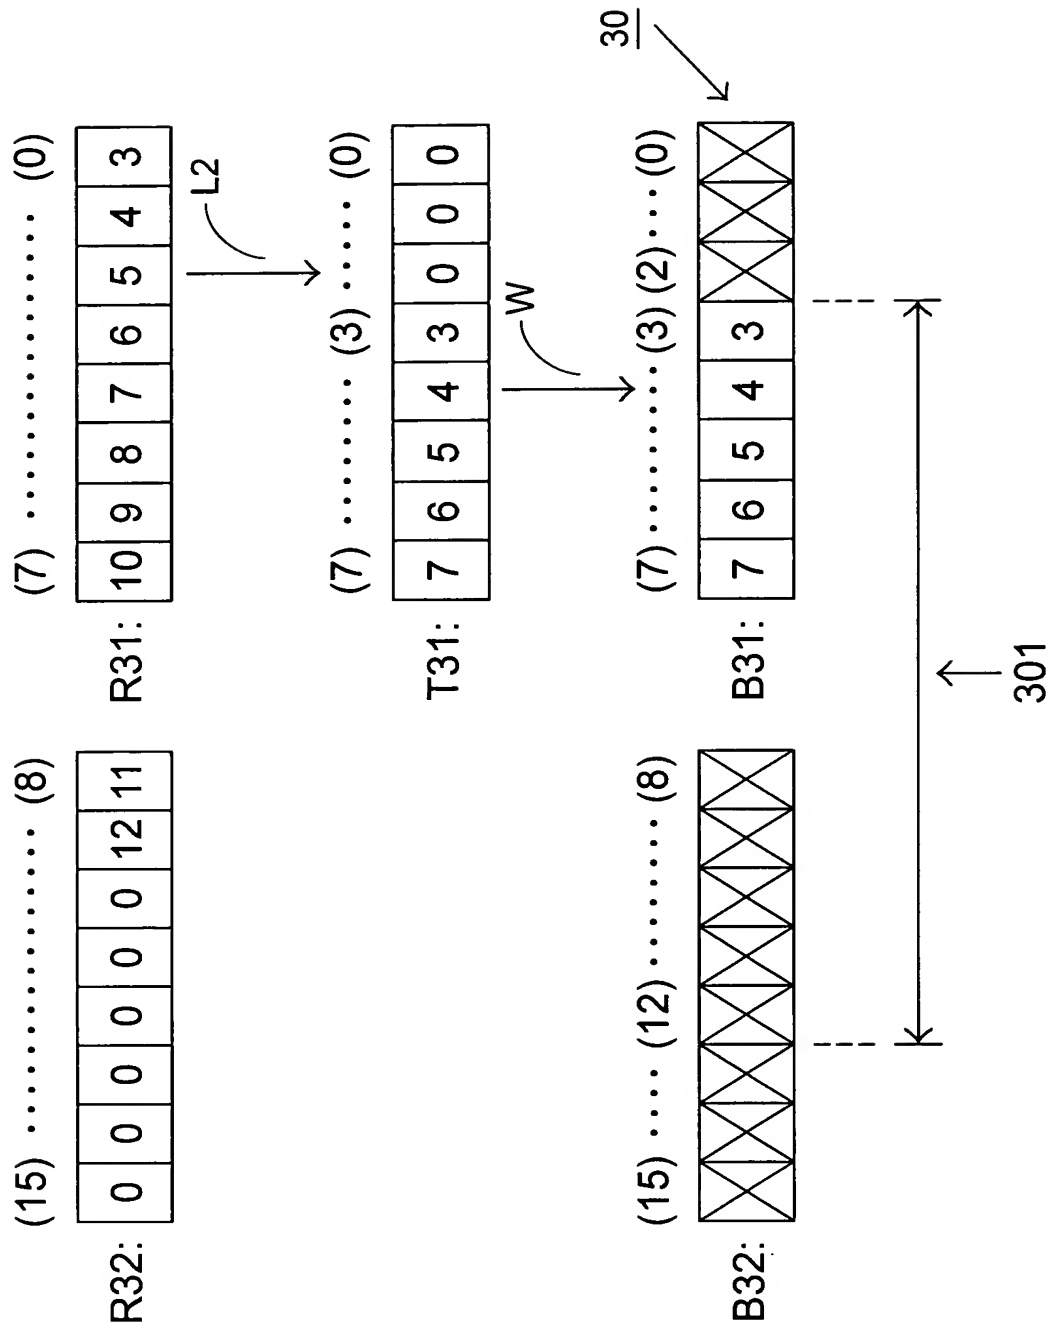 (15) ............... (8) (7) ............... (0)
R32: 0 0 0 0 0 0 12 11 R31: 10 9 8 7 6 5 4 3
L2
(7) ........ (3) ..... (0)
T31: 7 6 5 4 3 0 0 0
W
30
(15) .... (12) ........ (8) (7) ........ (3) (2) .... (0)
B32: B31: 7 6 5 4 3
301